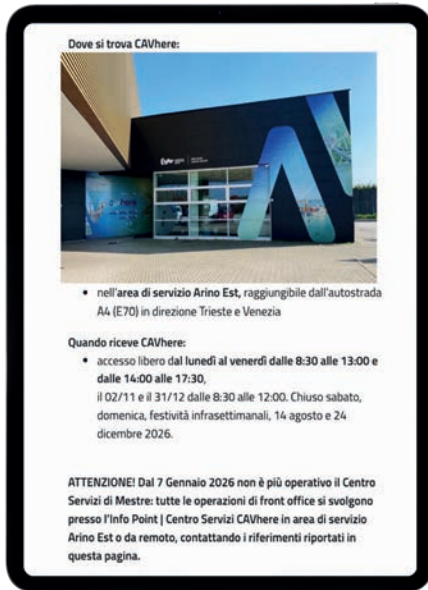 Dove si trova CAVhere:
nell'area di servizio Arino Est, raggiungibile dall'autostrada
A4 (E70) in direzione Trieste e Venezia
Quando riceve CAVhere:
accesso libero dal lunedì al venerdì dalle 8:30 alle 13:00 e
dalle 14:00 alle 17:30,
il 02/11 e il 31/12 dalle 8:30 alle 12:00. Chiuso sabato,
domenica, festività infrasettimanali, 14 agosto e 24
dicembre 2026.
ATTENZIONE! Dal 7 Gennaio 2026 non è più operativo il Centro
Servizi di Mestre: tutte le operazioni di front office si svolgono
presso l'Info Point | Centro Servizi CAVhere in area di servizio
Arino Est o da remoto, contattando i riferimenti riportati in
questa pagina.